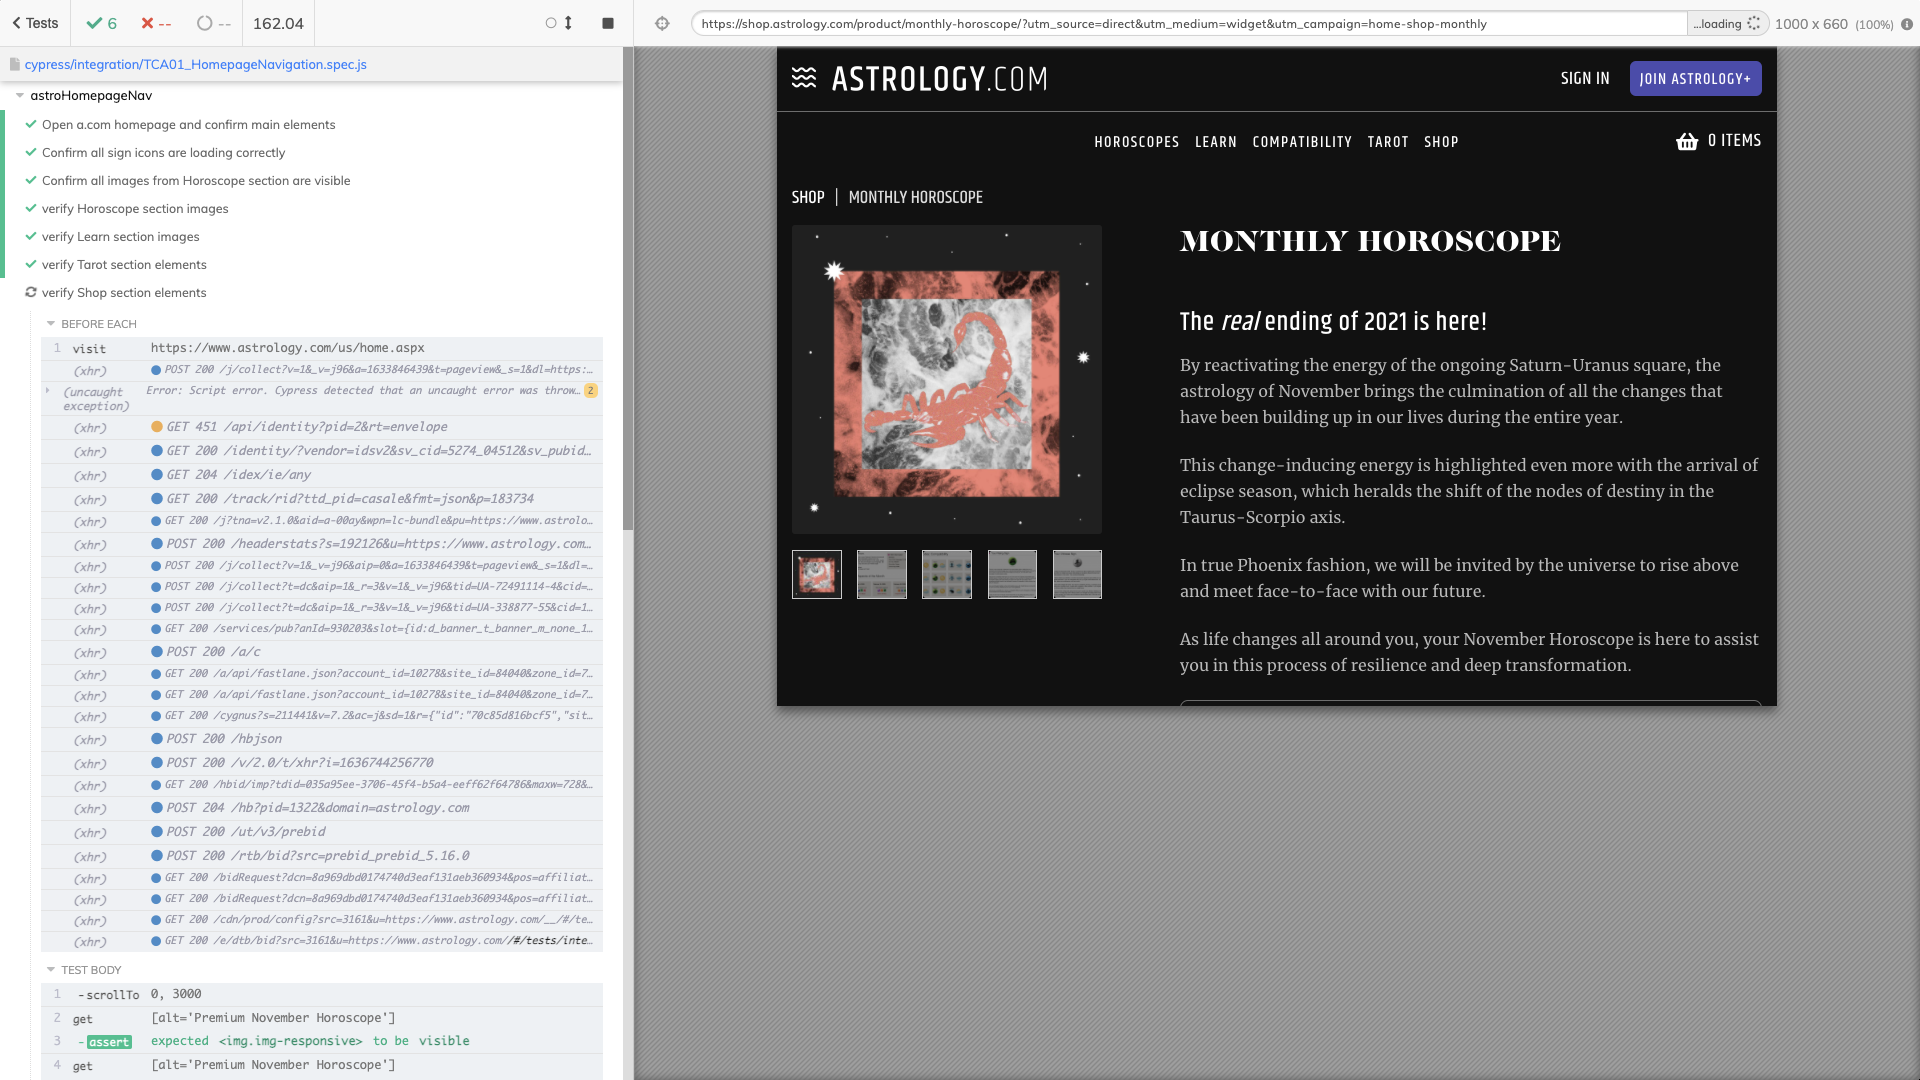 Tests
6
--
--
162.04
https://shop.astrology.com/product/monthly-horoscope/?utm_source=direct&utm_medium=widget&utm_campaign=home-shop-monthly
...loading
1000 x 660 (100%)
cypress/integration/TCA01_HomepageNavigation.spec.js
astroHomepageNav
Open a.com homepage and confirm main elements
Confirm all sign icons are loading correctly
Confirm all images from Horoscope section are visible
verify Horoscope section images
verify Learn section images
verify Tarot section elements
verify Shop section elements
BEFORE EACH
1 visit https://www.astrology.com/us/home.aspx
(xhr) POST 200 /j/collect?v=1&_v=j96&a=1633846439&t=pageview&_s=1&dl=https:...
(uncaught exception) Error: Script error. Cypress detected that an uncaught error was throw... 2
(xhr) GET 451 /api/identity?pid=2&rt=envelope
(xhr) GET 200 /identity/?vendor=idsv2&sv_cid=5274_04512&sv_pubid...
(xhr) GET 204 /idex/ie/any
(xhr) GET 200 /track/rid?ttd_pid=casale&fmt=json&p=183734
(xhr) GET 200 /j?tna=v2.1.0&aid=a-00ay&wpn=lc-bundle&pu=https://www.astrolo...
(xhr) POST 200 /headerstats?s=192126&u=https://www.astrology.com...
(xhr) POST 200 /j/collect?v=1&_v=j96&aip=0&a=1633846439&t=pageview&_s=1&dl=...
(xhr) POST 200 /j/collect?t=dc&aip=1&_r=3&v=1&_v=j96&tid=UA-72491114-4&cid=...
(xhr) POST 200 /j/collect?t=dc&aip=1&_r=3&v=1&_v=j96&tid=UA-338877-55&cid=1...
(xhr) GET 200 /services/pub?anId=930203&slot={id:d_banner_t_banner_m_none_1...
(xhr) POST 200 /a/c
(xhr) GET 200 /a/api/fastlane.json?account_id=10278&site_id=84040&zone_id=7...
(xhr) GET 200 /a/api/fastlane.json?account_id=10278&site_id=84040&zone_id=7...
(xhr) GET 200 /cygnus?s=211441&v=7.2&ac=j&sd=1&r={"id":"70c85d816bcf5","sit...
(xhr) POST 200 /hbjson
(xhr) POST 200 /v/2.0/t/xhr?i=1636744256770
(xhr) GET 200 /hbid/imp?tdid=035a95ee-3706-45f4-b5a4-eeff62f64786&maxw=728&...
(xhr) POST 204 /hb?pid=1322&domain=astrology.com
(xhr) POST 200 /ut/v3/prebid
(xhr) POST 200 /rtb/bid?src=prebid_prebid_5.16.0
(xhr) GET 200 /bidRequest?dcn=8a969dbd0174740d3eaf131aeb360934&pos=affiliat...
(xhr) GET 200 /bidRequest?dcn=8a969dbd0174740d3eaf131aeb360934&pos=affiliat...
(xhr) GET 200 /cdn/prod/config?src=3161&u=https://www.astrology.com/__/#/te...
(xhr) GET 200 /e/dtb/bid?src=3161&u=https://www.astrology.com//#/tests/inte...
TEST BODY
1 -scrollTo 0, 3000
2 get [alt='Premium November Horoscope']
3 -assert expected <img.img-responsive> to be visible
4 get [alt='Premium November Horoscope']
ASTROLOGY.COM
SIGN IN
JOIN ASTROLOGY+
HOROSCOPES LEARN COMPATIBILITY TAROT SHOP
0 ITEMS
SHOP | MONTHLY HOROSCOPE
MONTHLY HOROSCOPE
The real ending of 2021 is here!
By reactivating the energy of the ongoing Saturn-Uranus square, the
astrology of November brings the culmination of all the changes that
have been building up in our lives during the entire year.
This change-inducing energy is highlighted even more with the arrival of
eclipse season, which heralds the shift of the nodes of destiny in the
Taurus-Scorpio axis.
In true Phoenix fashion, we will be invited by the universe to rise above
and meet face-to-face with our future.
As life changes all around you, your November Horoscope is here to assist
you in this process of resilience and deep transformation.